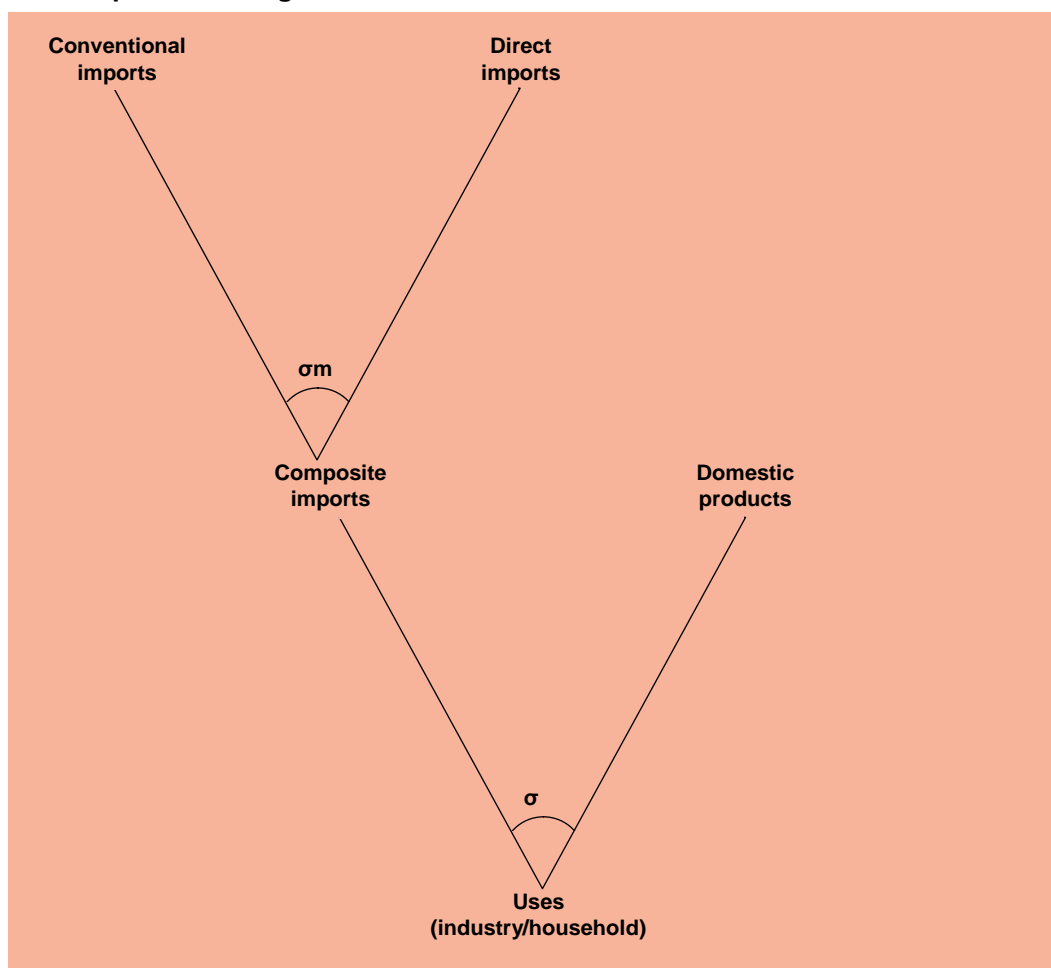 Conventional
imports
Direct
imports
σm
Composite
imports
Domestic
products
σ
Uses
(industry/household)